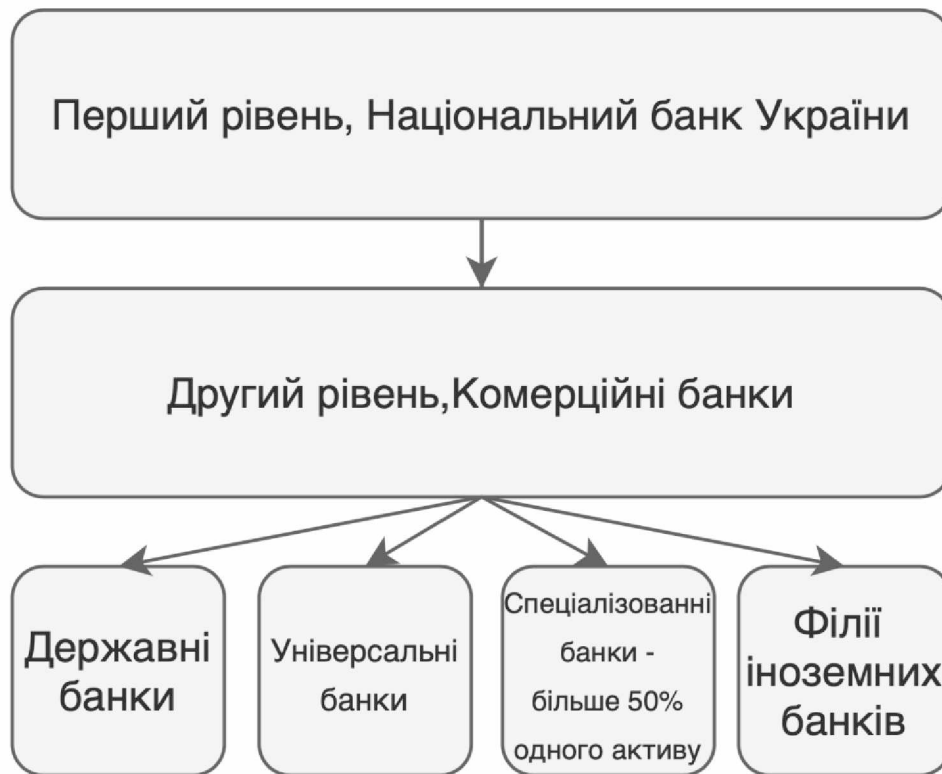 Перший рівень, Національний банк України
Другий рівень,Комерційні банки
Державні
банки
Універсальні
банки
Спеціалізованні
банки -
більше 50%
одного активу
Філії
іноземних
банків